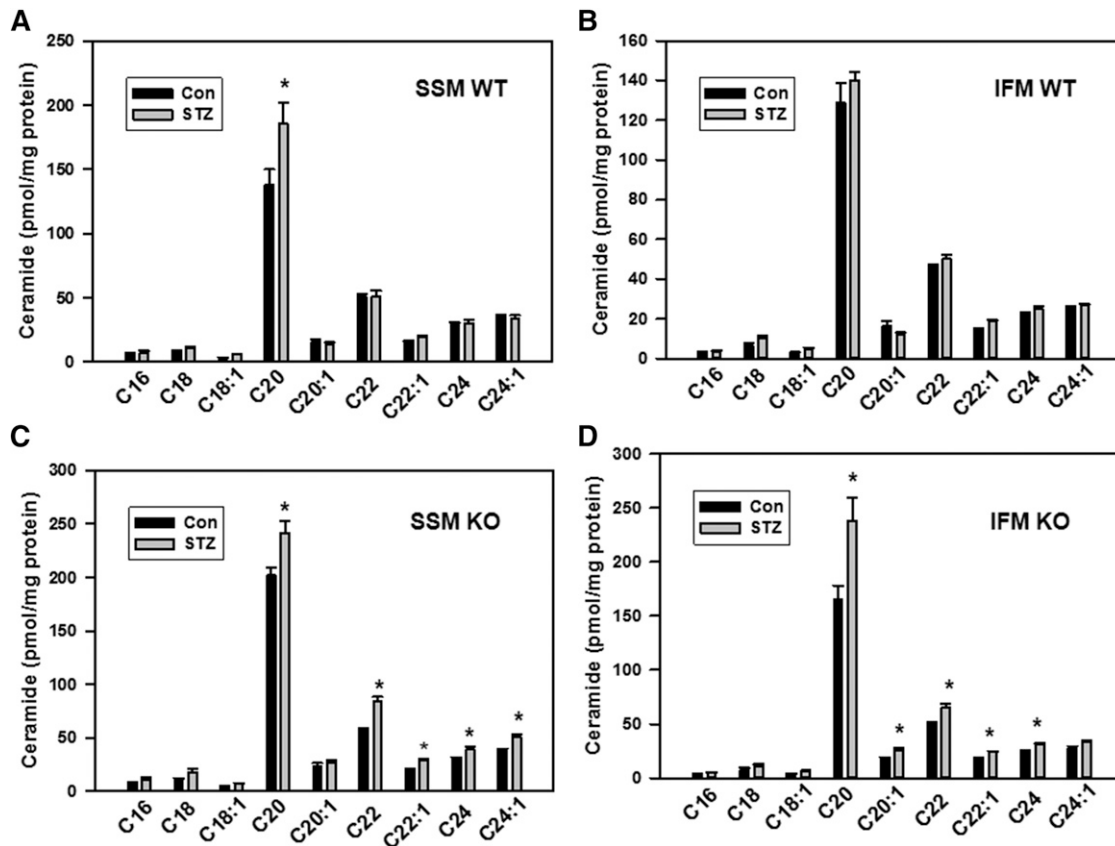 A
Ceramide (pmol/mg protein)
250
200
150
100
50
0
Con
STZ
SSM WT
*
C16
C18
C18:1
C20
C20:1
C22
C22:1
C24
C24:1
B
Ceramide (pmol/mg protein)
160
140
120
100
80
60
40
20
0
Con
STZ
IFM WT
C16
C18
C18:1
C20
C20:1
C22
C22:1
C24
C24:1
C
Ceramide (pmol/mg protein)
300
250
200
150
100
50
0
Con
STZ
SSM KO
*
*
*
*
*
C16
C18
C18:1
C20
C20:1
C22
C22:1
C24
C24:1
D
Ceramide (pmol/mg protein)
300
250
200
150
100
50
0
Con
STZ
IFM KO
*
*
*
*
*
C16
C18
C18:1
C20
C20:1
C22
C22:1
C24
C24:1